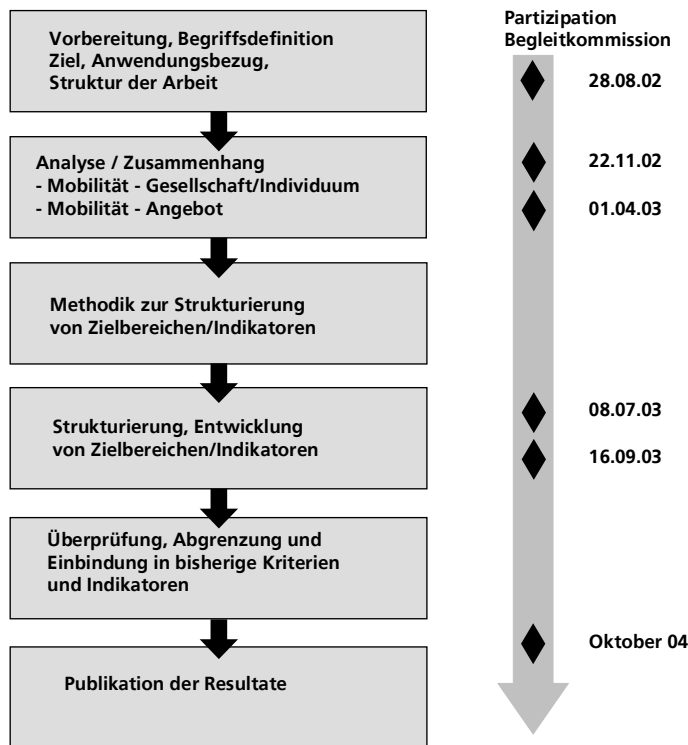 Vorbereitung, Begriffsdefinition
Ziel, Anwendungsbezug,
Struktur der Arbeit
Analyse / Zusammenhang
- Mobilität - Gesellschaft/Individuum
- Mobilität - Angebot
Methodik zur Strukturierung
von Zielbereichen/Indikatoren
Strukturierung, Entwicklung
von Zielbereichen/Indikatoren
Überprüfung, Abgrenzung und
Einbindung in bisherige Kriterien
und Indikatoren
Publikation der Resultate
Partizipation
Begleitkommission
28.08.02
22.11.02
01.04.03
08.07.03
16.09.03
Oktober 04